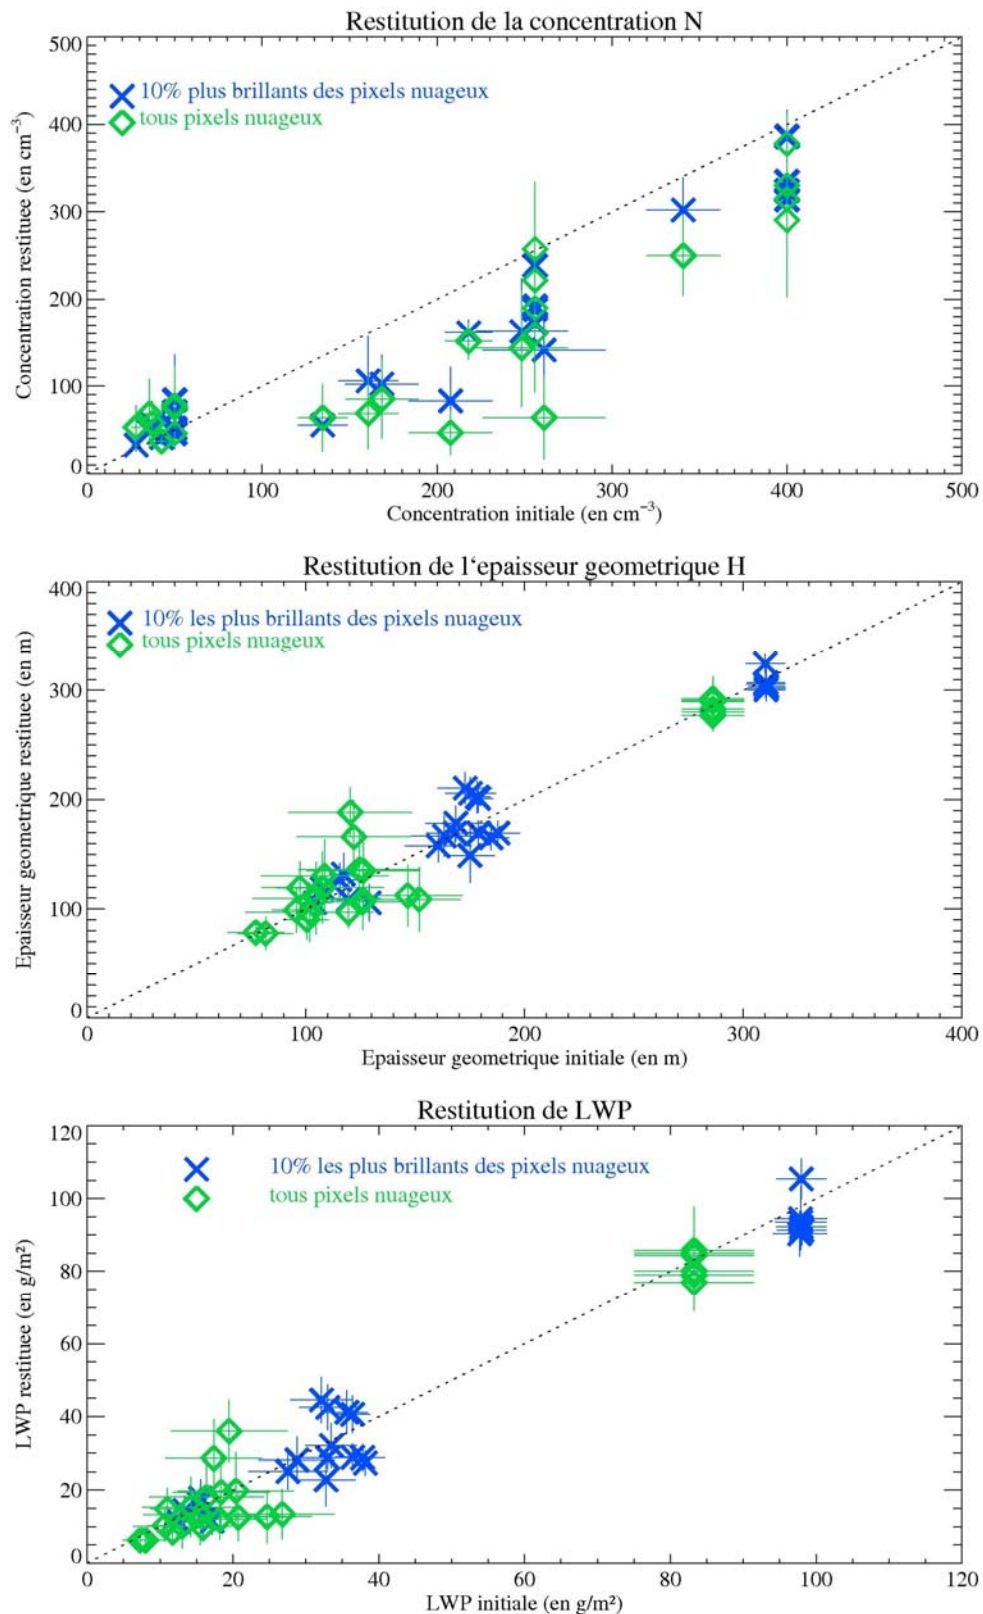 Restitution de la concentration N
500
400
300
200
100
0
Concentration restituee (en cm⁻³)
10% plus brillants des pixels nuageux
tous pixels nuageux
0 100 200 300 400 500
Concentration initiale (en cm⁻³)
Restitution de l‘epaisseur geometrique H
400
300
200
100
0
Epaisseur geometrique restituee (en m)
10% les plus brillants des pixels nuageux
tous pixels nuageux
0 100 200 300 400
Epaisseur geometrique initiale (en m)
Restitution de LWP
120
100
80
60
40
20
0
LWP restituee (en g/m²)
10% les plus brillants des pixels nuageux
tous pixels nuageux
0 20 40 60 80 100 120
LWP initiale (en g/m²)